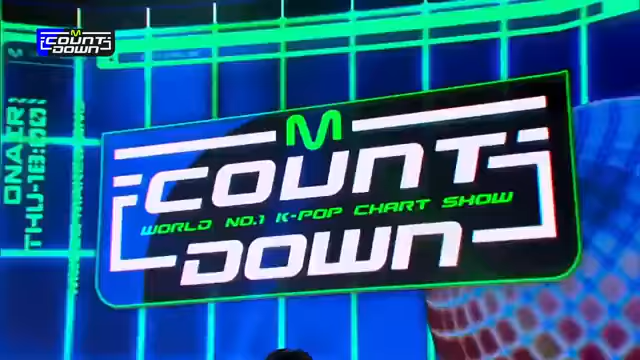 M
COUNT
DOWN
ONAIR:
THU-18:00
M
COUNT
WORLD NO.1 K-POP CHART SHOW
DOWN